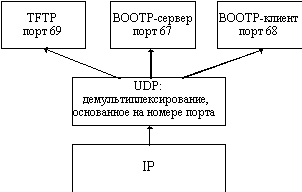 TFTP
порт 69
BOOTP-сервер
порт 67
BOOTP-клиент
порт 68
UDP:
демультиплексирование,
основанное на номере порта
IP